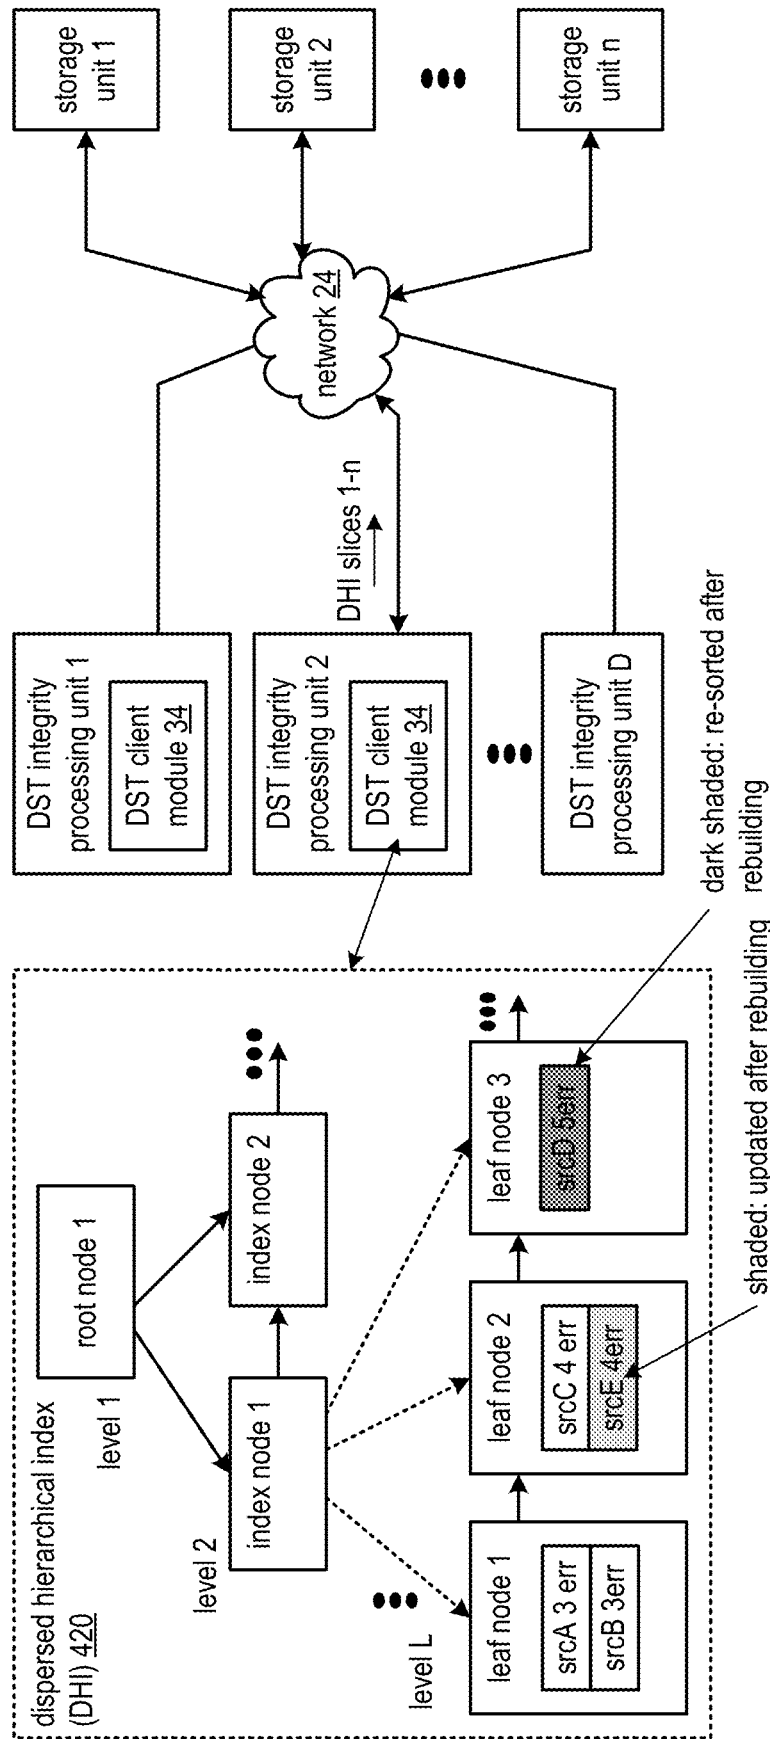 dispersed hierarchical index
(DHI) 420
root node 1
level 1
level 2
index node 1
index node 2
level L
leaf node 1
srcA 3 err
srcB 3err
leaf node 2
srcC 4 err
srcE 4err
leaf node 3
srcD 5err
shaded: updated after rebuilding
dark shaded: re-sorted after
rebuilding
DST integrity
processing unit 1
DST client
module 34
DST integrity
processing unit 2
DST client
module 34
DST integrity
processing unit D
DHI slices 1-n
network 24
storage
unit 1
storage
unit 2
storage
unit n